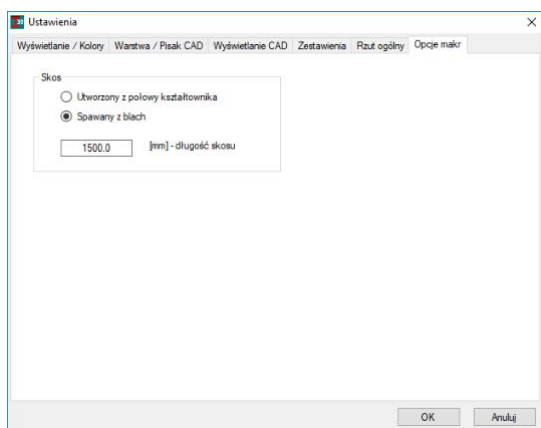 Ustawienia
Wyświetlanie / Kolory Warstwa / Pisak CAD Wyświetlanie CAD Zestawienia Rzut ogólny Opcje makr
Skos
Utworzony z połowy kształtownika
Spawany z blach
1500.0 [mm] - długość skosu
OK Anuluj